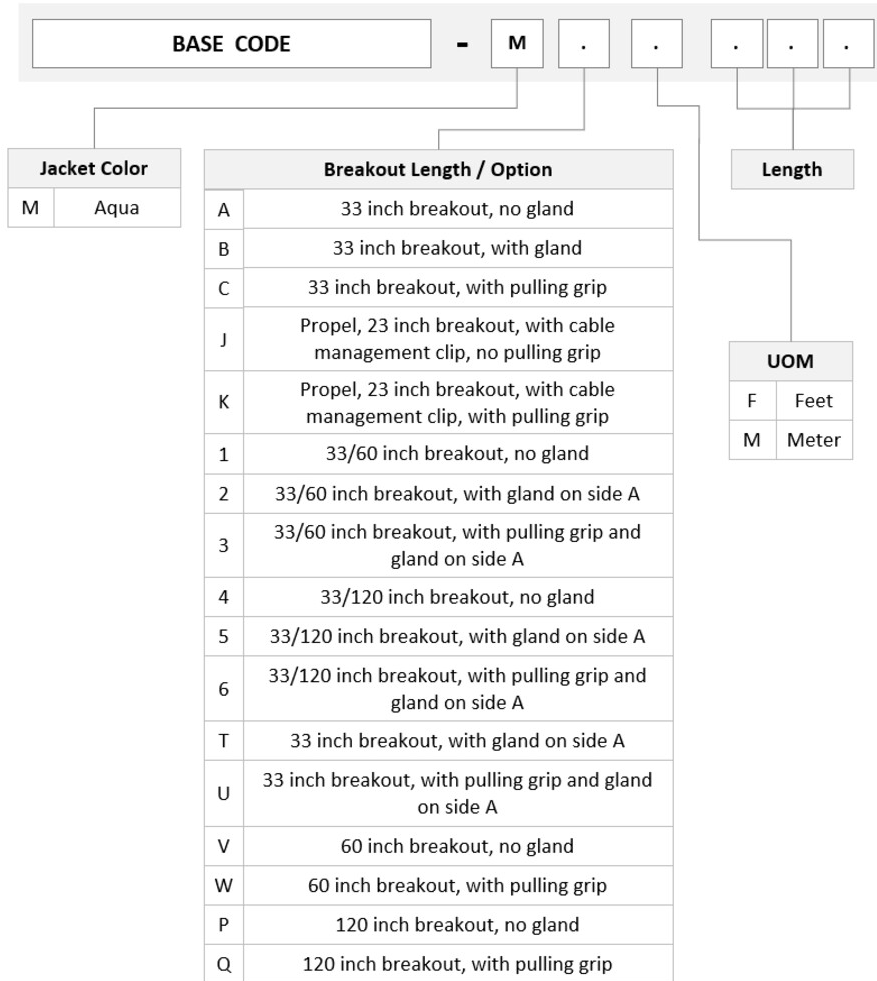 BASE CODE - M . . . . .
Jacket Color
M Aqua
Breakout Length / Option
A 33 inch breakout, no gland
B 33 inch breakout, with gland
C 33 inch breakout, with pulling grip
J Propel, 23 inch breakout, with cable
management clip, no pulling grip
K Propel, 23 inch breakout, with cable
management clip, with pulling grip
1 33/60 inch breakout, no gland
2 33/60 inch breakout, with gland on side A
3 33/60 inch breakout, with pulling grip and
gland on side A
4 33/120 inch breakout, no gland
5 33/120 inch breakout, with gland on side A
6 33/120 inch breakout, with pulling grip and
gland on side A
T 33 inch breakout, with gland on side A
U 33 inch breakout, with pulling grip and gland
on side A
V 60 inch breakout, no gland
W 60 inch breakout, with pulling grip
P 120 inch breakout, no gland
Q 120 inch breakout, with pulling grip
Length
UOM
F Feet
M Meter